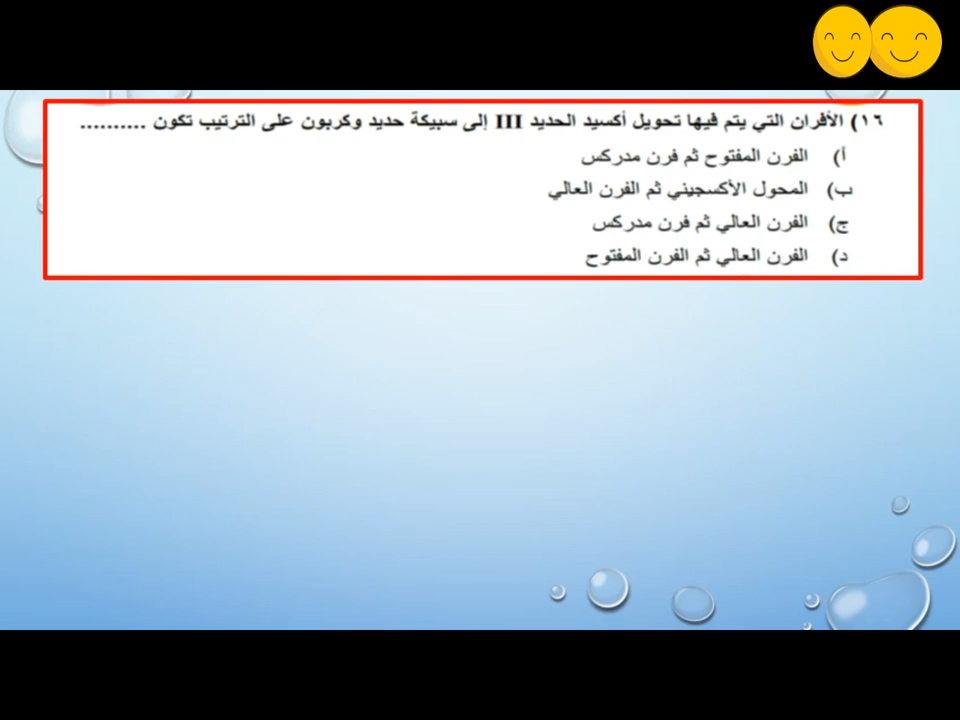 ١٦) الأفران التي يتم فيها تحويل أكسيد الحديد III إلى سبيكة حديد وكربون على الترتيب تكون ..........
أ) الفرن المفتوح ثم فرن مدركس
ب) المحول الأكسجيني ثم الفرن العالي
ج) الفرن العالي ثم فرن مدركس
د) الفرن العالي ثم الفرن المفتوح